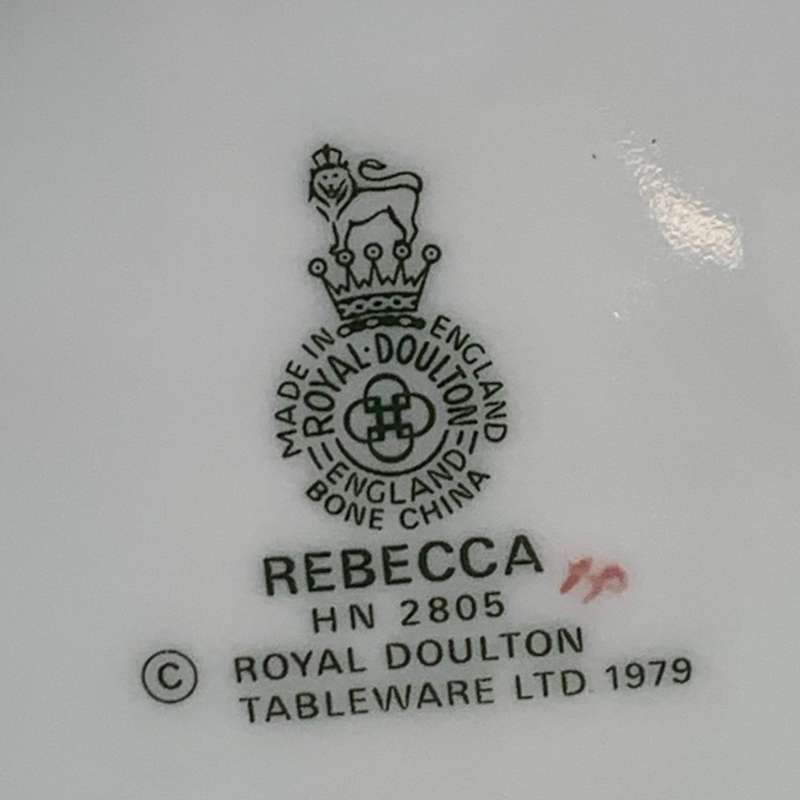 MADE IN ENGLAND
ROYAL·DOULTON
ENGLAND
BONE CHINA
REBECCA
HN 2805
© ROYAL DOULTON
TABLEWARE LTD. 1979